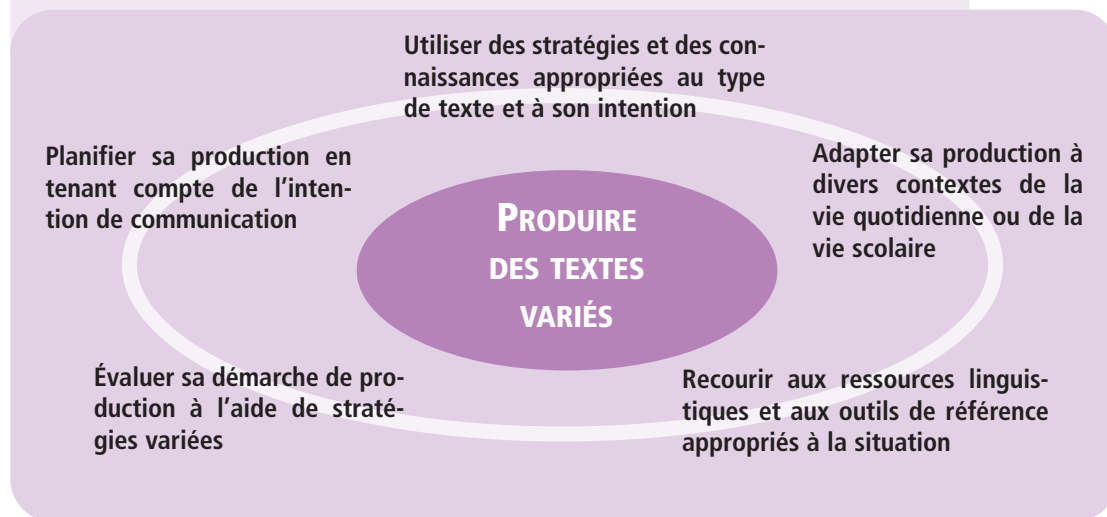 Utiliser des stratégies et des con-
naissances appropriées au type
de texte et à son intention
Planifier sa production en
tenant compte de l'inten-
tion de communication
Adapter sa production à
divers contextes de la
vie quotidienne ou de la
vie scolaire
PRODUIRE
DES TEXTES
VARIÉS
Évaluer sa démarche de pro-
duction à l'aide de straté-
gies variées
Recourir aux ressources linguis-
tiques et aux outils de référence
appropriés à la situation